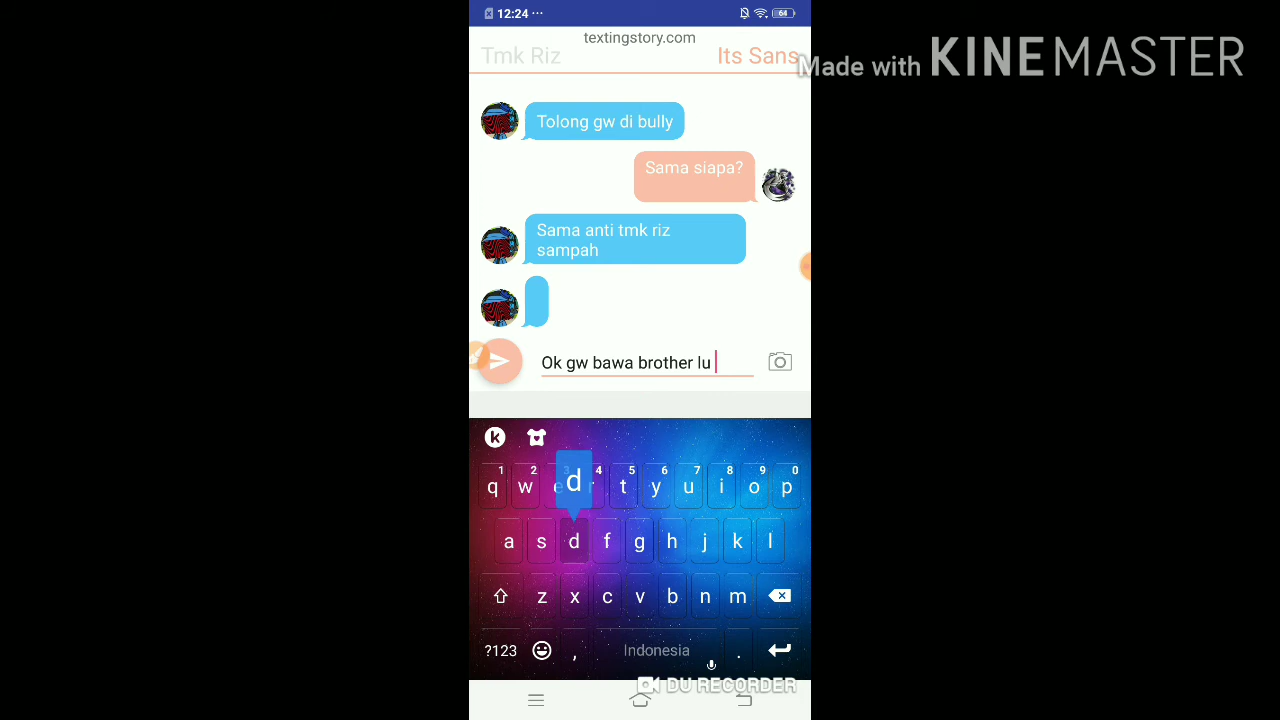 12:24 ...
64
textingstory.com
Tmk Riz
Its Sans
Made with KINEMASTER
Tolong gw di bully
Sama siapa?
Sama anti tmk riz
sampah
Ok gw bawa brother lu
d
1 2 3 4 5 6 7 8 9 0
q w e r t y u i o p
a s d f g h j k l
z x c v b n m
?123 , Indonesia .
DU RECORDER